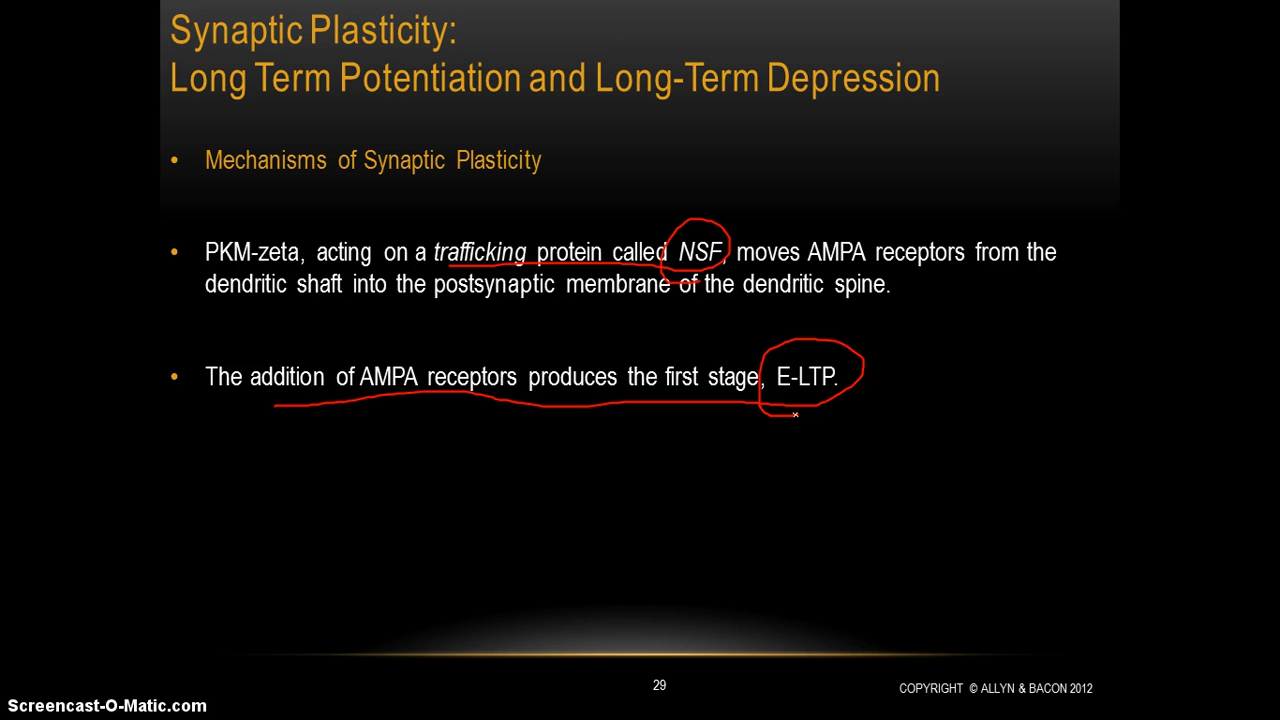 Synaptic Plasticity:
Long Term Potentiation and Long-Term Depression
• Mechanisms of Synaptic Plasticity
• PKM-zeta, acting on a trafficking protein called NSF, moves AMPA receptors from the
dendritic shaft into the postsynaptic membrane of the dendritic spine.
• The addition of AMPA receptors produces the first stage, E-LTP.
29
COPYRIGHT © ALLYN & BACON 2012
Screencast-O-Matic.com